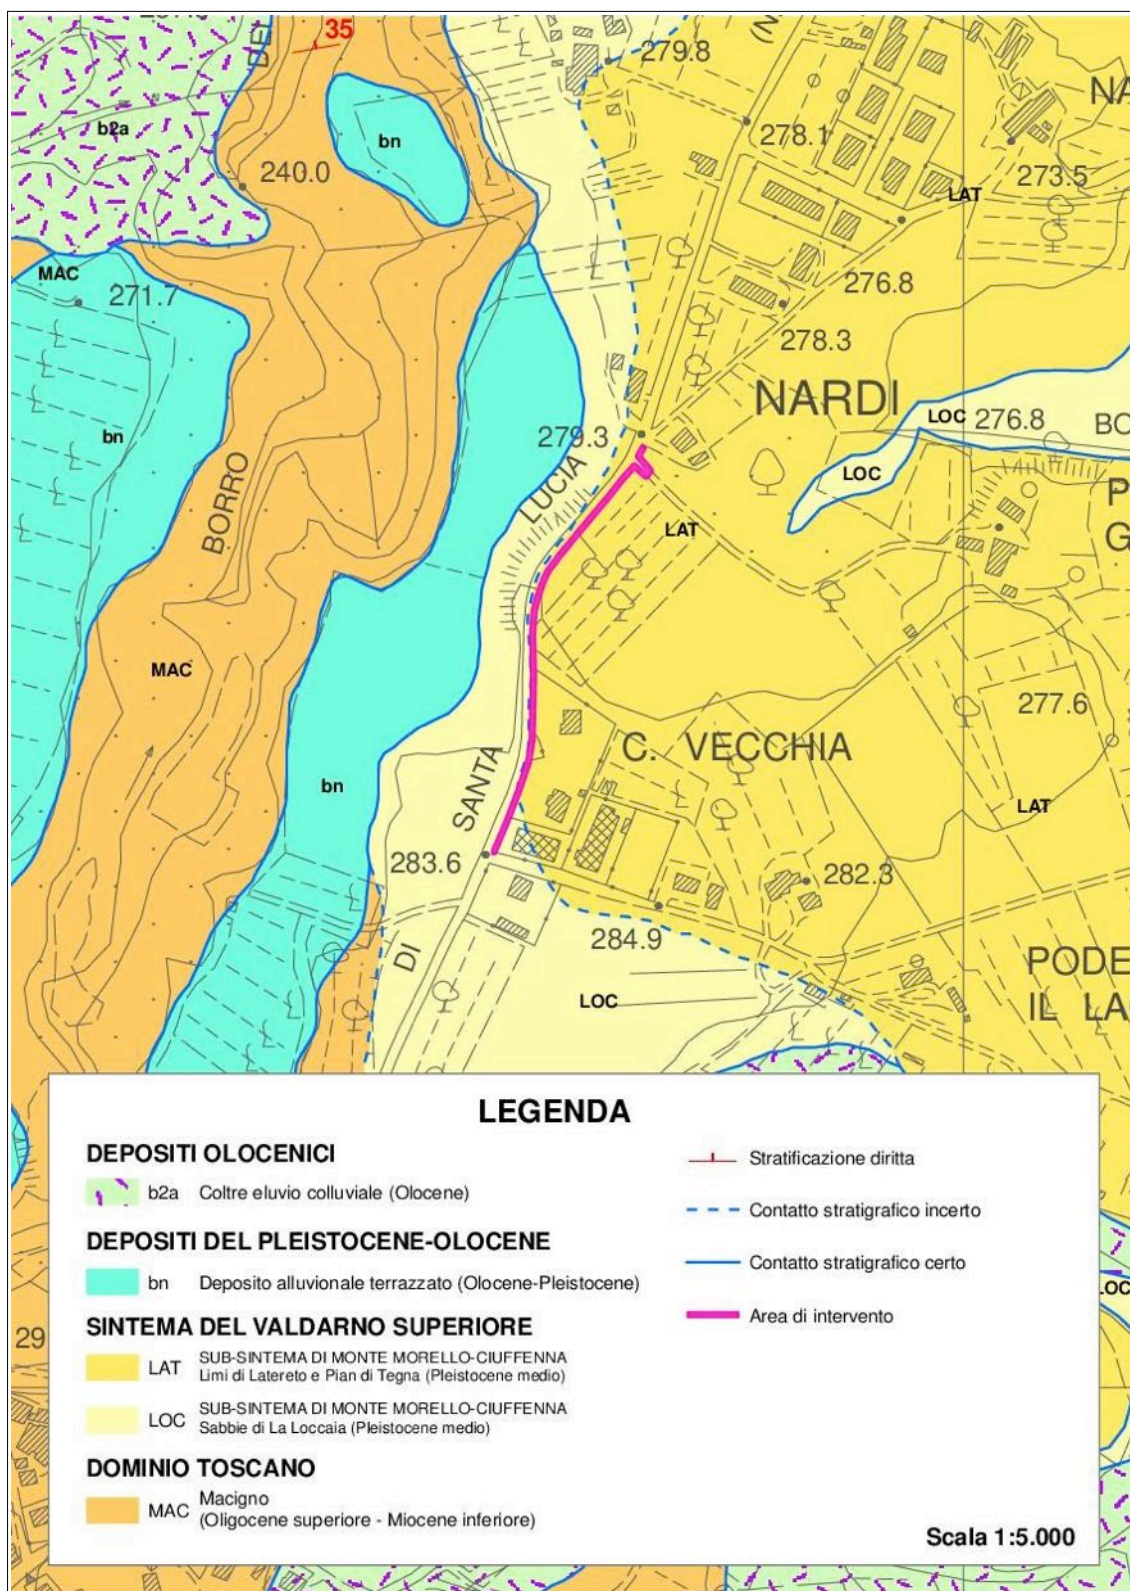 35
279.8
NA
DEI
b2a
bn
278.1
240.0
273.5
LAT
MAC
271.7
276.8
278.3
NARDI
LOC
276.8
BO
279.3
bn
LUCIA
LOC
P
G
BORRO
LAT
MAC
277.6
C. VECCHIA
bn
SANTA
LAT
283.6
282.3
284.9
DI
PODE
IL LA
LOC
LEGENDA
DEPOSITI OLOCENICI
b2a Coltre eluvio colluviale (Olocene)
DEPOSITI DEL PLEISTOCENE-OLOCENE
bn Deposito alluvionale terrazzato (Olocene-Pleistocene)
SINTEMA DEL VALDARNO SUPERIORE
LAT SUB-SINTEMA DI MONTE MORELLO-CIUFFENNA
Limi di Latereto e Pian di Tegna (Pleistocene medio)
LOC SUB-SINTEMA DI MONTE MORELLO-CIUFFENNA
Sabbie di La Loccaia (Pleistocene medio)
DOMINIO TOSCANO
MAC Macigno
(Oligocene superiore - Miocene inferiore)
Stratificazione diritta
Contatto stratigrafico incerto
Contatto stratigrafico certo
Area di intervento
Scala 1:5.000
LOC
29